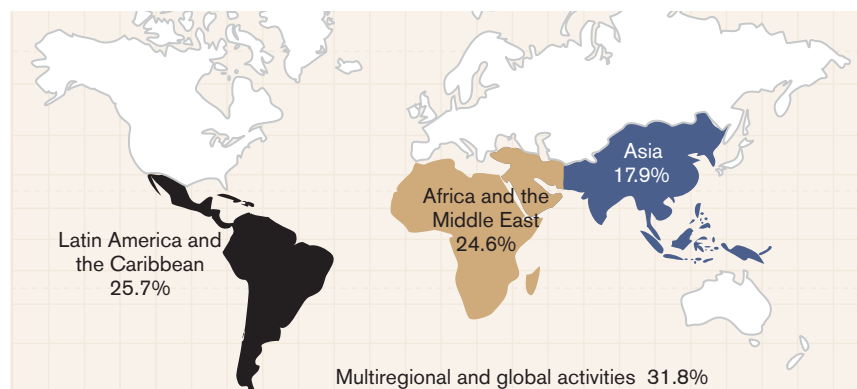 Asia
17.9%
Africa and the
Middle East
24.6%
Latin America and
the Caribbean
25.7%
Multiregional and global activities 31.8%